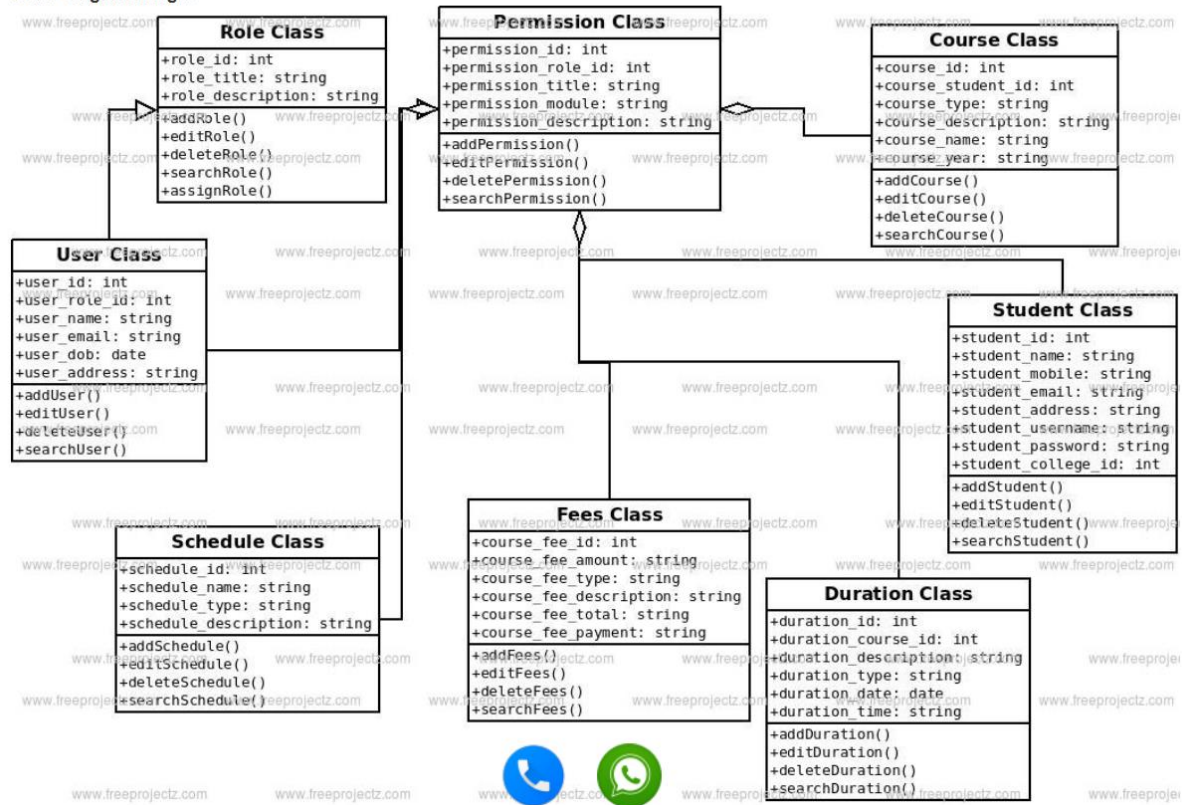 Role Class
+role_id: int
+role_title: string
+role_description: string
+addRole()
+editRole()
+deleteRole()
+searchRole()
+assignRole()
Permission Class
+permission_id: int
+permission_role_id: int
+permission_title: string
+permission_module: string
+permission_description: string
+addPermission()
+editPermission()
+deletePermission()
+searchPermission()
Course Class
+course_id: int
+course_student_id: int
+course_type: string
+course_description: string
+course_name: string
+course_year: string
+addCourse()
+editCourse()
+deleteCourse()
+searchCourse()
User Class
+user_id: int
+user_role_id: int
+user_name: string
+user_email: string
+user_dob: date
+user_address: string
+addUser()
+editUser()
+deleteUser()
+searchUser()
Student Class
+student_id: int
+student_name: string
+student_mobile: string
+student_email: string
+student_address: string
+student_username: string
+student_password: string
+student_college_id: int
+addStudent()
+editStudent()
+deleteStudent()
+searchStudent()
Schedule Class
+schedule_id: int
+schedule_name: string
+schedule_type: string
+schedule_description: string
+addSchedule()
+editSchedule()
+deleteSchedule()
+searchSchedule()
Fees Class
+course_fee_id: int
+course_fee_amount: string
+course_fee_type: string
+course_fee_description: string
+course_fee_total: string
+course_fee_payment: string
+addFees()
+editFees()
+deleteFees()
+searchFees()
Duration Class
+duration_id: int
+duration_course_id: int
+duration_description: string
+duration_type: string
+duration_date: date
+duration_time: string
+addDuration()
+editDuration()
+deleteDuration()
+searchDuration()
www.freeprojectz.com